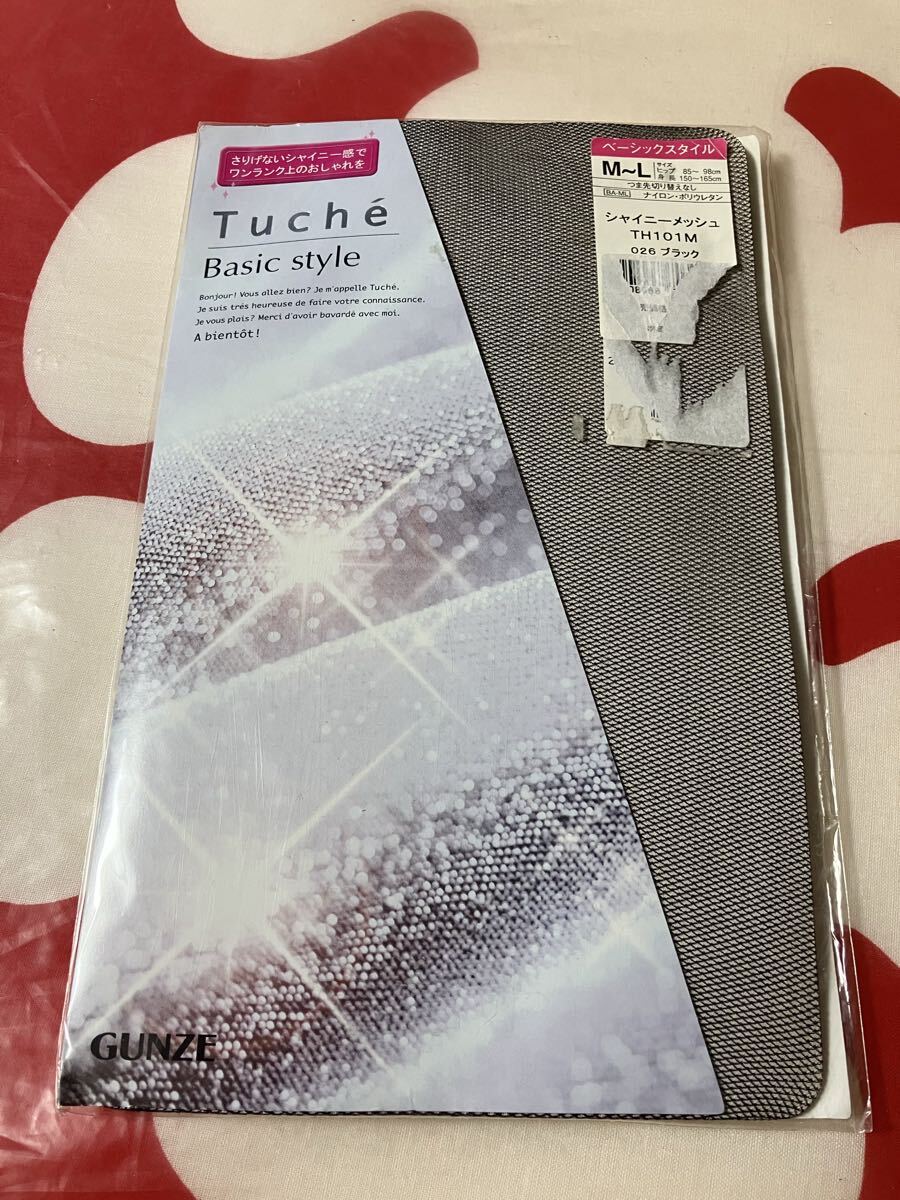 さりげないシャイニー感で
ワンランク上のおしゃれを
Tuché
Basic style
Bonjour! Vous allez bien? Je m'appelle Tuché.
Je suis trés heureuse de faire votre connaissance.
Je vous plais? Merci d'avoir bavardé avec moi.
A bientôt!
GUNZE
ベーシックスタイル
M~L
サイズ
ヒップ 85～98cm
身長 150～165cm
つま先切り替えなし
BA-ML ナイロン・ポリウレタン
シャイニーメッシュ
TH101M
026 ブラック